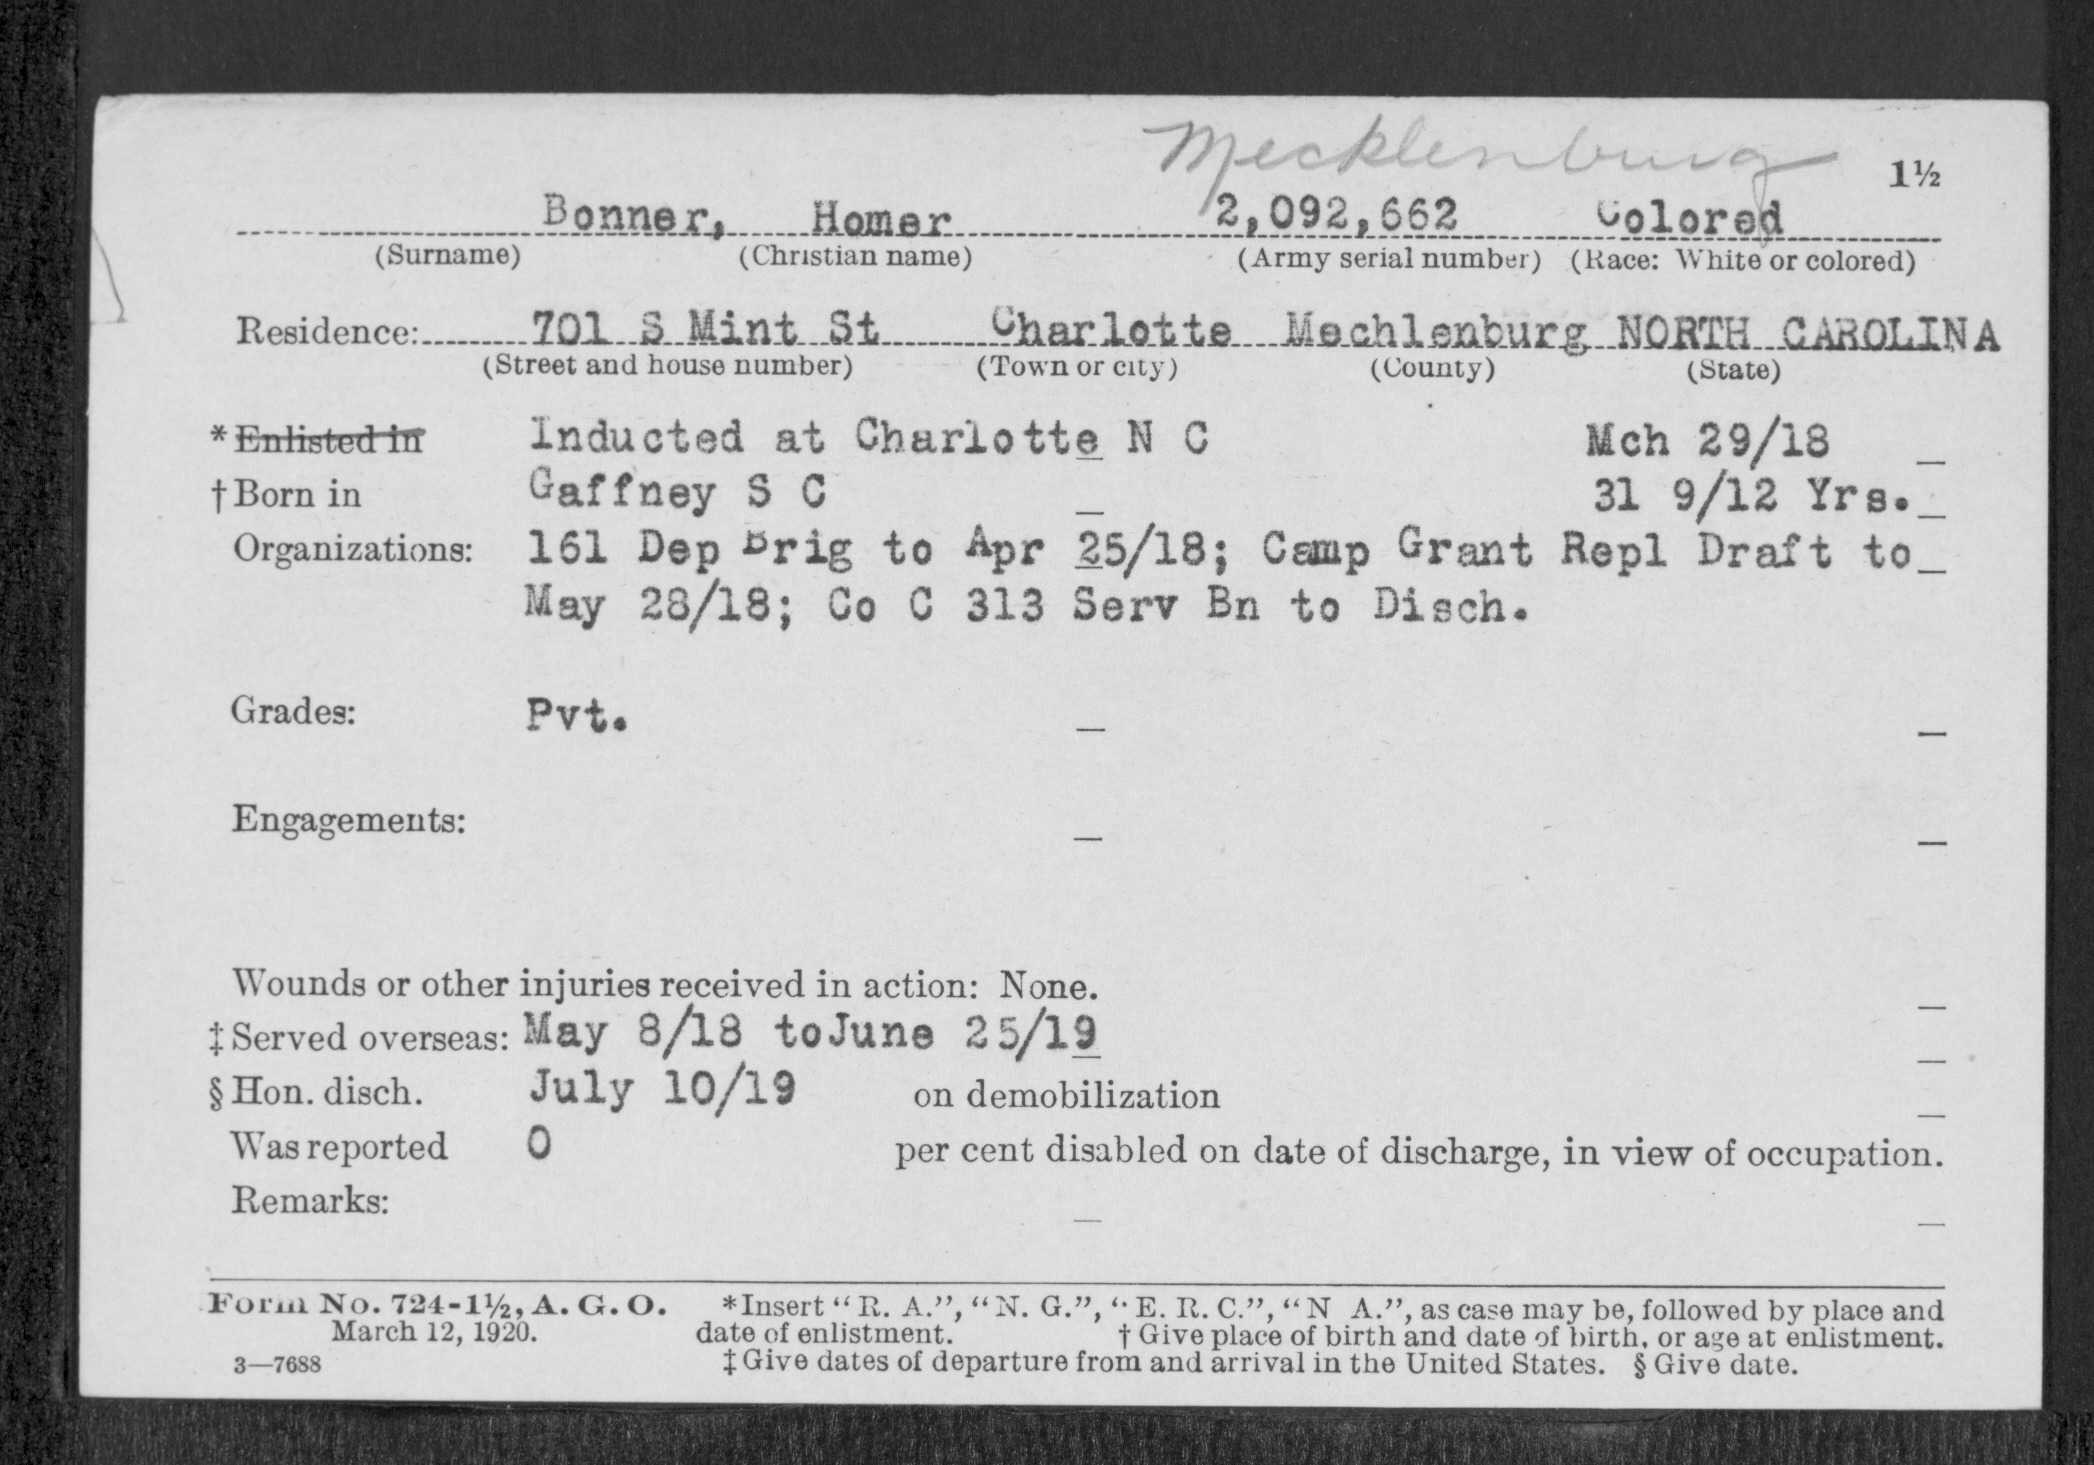 Mecklenburg
1½
Bonner, Homer 2,092,662 Colored
(Surname) (Christian name) (Army serial number) (Race: White or colored)
Residence: 701 S Mint St Charlotte Mechlenburg NORTH CAROLINA
(Street and house number) (Town or city) (County) (State)
*Enlisted in Inducted at Charlotte N C Mch 29/18
†Born in Gaffney S C 31 9/12 Yrs.
Organizations: 161 Dep Brig to Apr 25/18; Camp Grant Repl Draft to
May 28/18; Co C 313 Serv Bn to Disch.
Grades: Pvt.
Engagements:
Wounds or other injuries received in action: None.
‡Served overseas: May 8/18 toJune 25/19
§Hon. disch. July 10/19 on demobilization
Was reported 0 per cent disabled on date of discharge, in view of occupation.
Remarks:
Form No. 724-1½, A. G. O. *Insert "R. A.", "N. G.", "E. R. C.", "N A.", as case may be, followed by place and
March 12, 1920. date of enlistment. †Give place of birth and date of birth, or age at enlistment.
3—7688 ‡Give dates of departure from and arrival in the United States. §Give date.